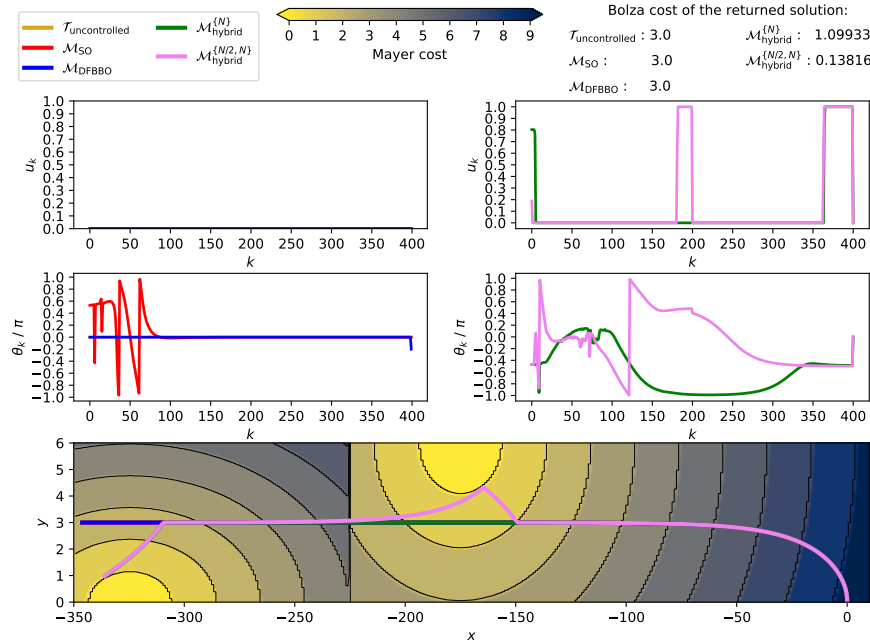 𝒯uncontrolled
ℳSO
ℳDFBBO
ℳhybrid^{N}
ℳhybrid^{N/2, N}
0 1 2 3 4 5 6 7 8 9
Mayer cost
Bolza cost of the returned solution:
𝒯uncontrolled : 3.0
ℳSO : 3.0
ℳDFBBO : 3.0
ℳhybrid^{N} : 1.09933
ℳhybrid^{N/2, N} : 0.13816
1.0
0.9
0.8
0.7
0.6
0.5
0.4
0.3
0.2
0.1
0.0
u_k
0 50 100 150 200 250 300 350 400
k
1.0
0.9
0.8
0.7
0.6
0.5
0.4
0.3
0.2
0.1
0.0
u_k
0 50 100 150 200 250 300 350 400
k
1.0
0.8
0.6
0.4
0.2
0.0
−
−
−0.4
−0.6
−0.8
−1.0
θ_k / π
0 50 100 150 200 250 300 350 400
k
1.0
0.8
0.6
0.4
0.2
0.0
−
−
−0.4
−0.6
−0.8
−1.0
θ_k / π
0 50 100 150 200 250 300 350 400
k
6
5
4
3
2
1
0
y
−350 −300 −250 −200 −150 −100 −50 0
x